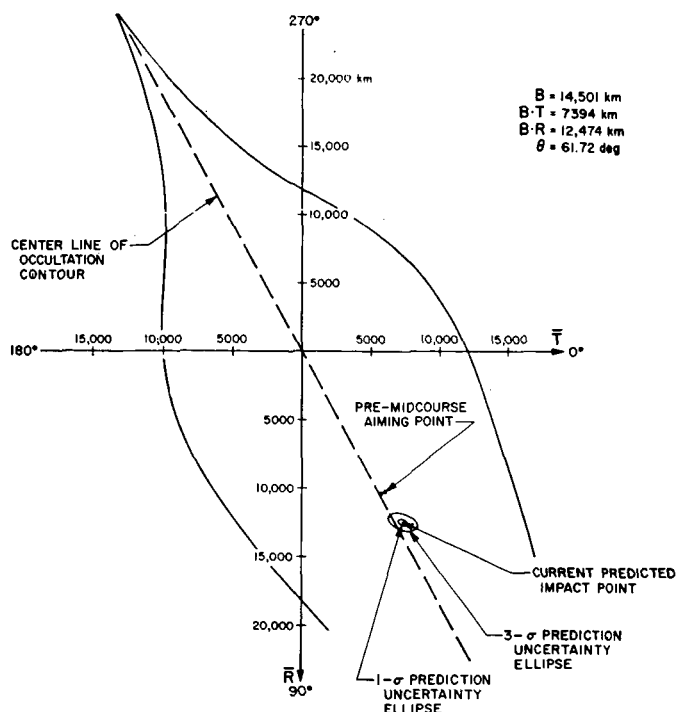 270°
20,000 km
B = 14,501 km
B·T = 7394 km
B·R = 12,474 km
θ = 61.72 deg
15,000
10,000
CENTER LINE OF
OCCULTATION
CONTOUR
5000
T̅
180°
15,000
10,000
5000
5000
10,000
15,000
0°
PRE-MIDCOURSE
AIMING POINT
5000
10,000
15,000
CURRENT PREDICTED
IMPACT POINT
20,000
3-σ PREDICTION
UNCERTAINTY
ELLIPSE
R̅
90°
1-σ PREDICTION
UNCERTAINTY
ELLIPSE